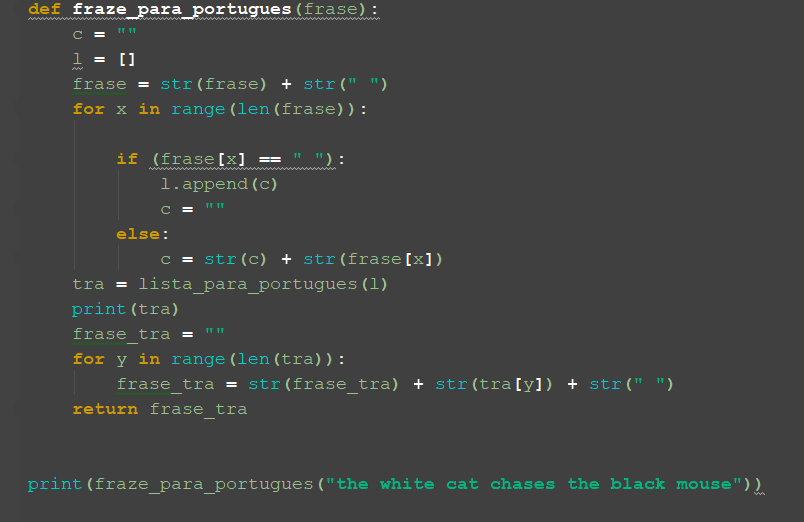 def fraze_para_portugues(frase):
    c = ""
    l = []
    frase = str(frase) + str(" ")
    for x in range(len(frase)):
        if (frase[x] == " "):
            l.append(c)
            c = ""
        else:
            c = str(c) + str(frase[x])
    tra = lista_para_portugues(l)
    print(tra)
    frase_tra = ""
    for y in range(len(tra)):
        frase_tra = str(frase_tra) + str(tra[y]) + str(" ")
    return frase_tra
print(fraze_para_portugues("the white cat chases the black mouse"))